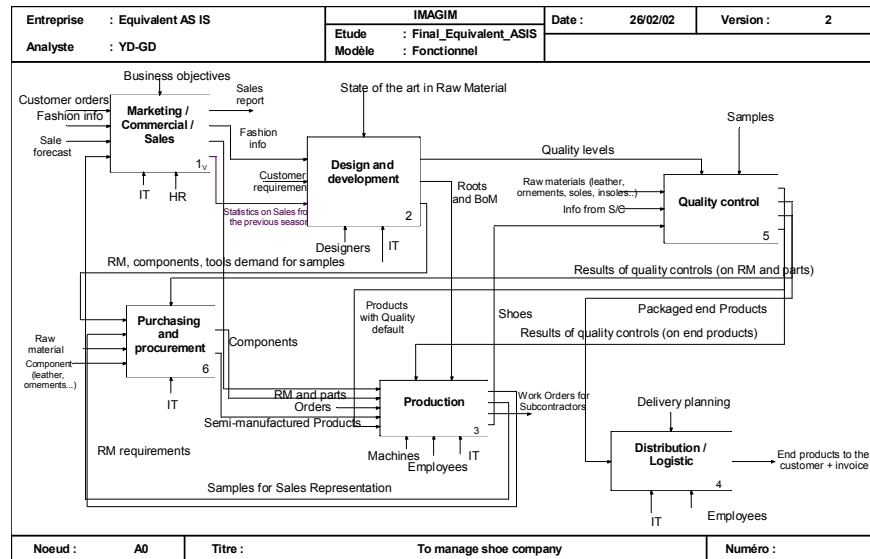 Entreprise : Equivalent AS IS
IMAGIM
Date : 26/02/02
Version : 2
Etude : Final_Equivalent_ASIS
Analyste : YD-GD
Modèle : Fonctionnel
Business objectives
Customer orders
Fashion info
Sale forecast
Marketing /
Commercial /
Sales
1v
Sales
report
Fashion
info
IT
HR
State of the art in Raw Material
Customer
requiremen
Statistics on Sales fro
the previous season
Design and
development
2
Designers
IT
Roots
and BoM
Quality levels
Samples
Raw materials (leather,
ornements, soles, insoles..)
Info from S/C
Quality control
5
RM, components, tools demand for samples
Results of quality controls (on RM and parts)
Packaged end Products
Products
with Quality
default
Shoes
Results of quality controls (on end products)
Purchasing
and
procurement
6
Raw
material
Component
(leather,
ornements...)
IT
Components
RM and parts
Orders
Semi-manufactured Products
Production
3
Work Orders for
Subcontractors
Machines
Employees
IT
RM requirements
Samples for Sales Representation
Delivery planning
Distribution /
Logistic
4
End products to the
customer + invoice
IT
Employees
Noeud : A0
Titre : To manage shoe company
Numéro :